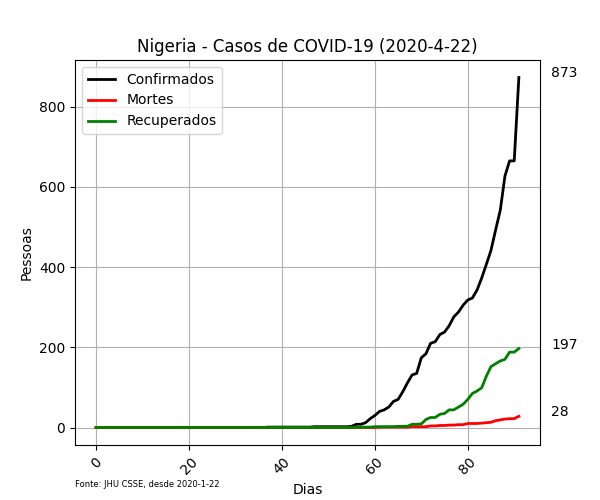 Nigeria - Casos de COVID-19 (2020-4-22)
Confirmados
Mortes
Recuperados
873
197
28
800
600
400
200
0
Pessoas
0
20
40
60
80
Dias
Fonte: JHU CSSE, desde 2020-1-22